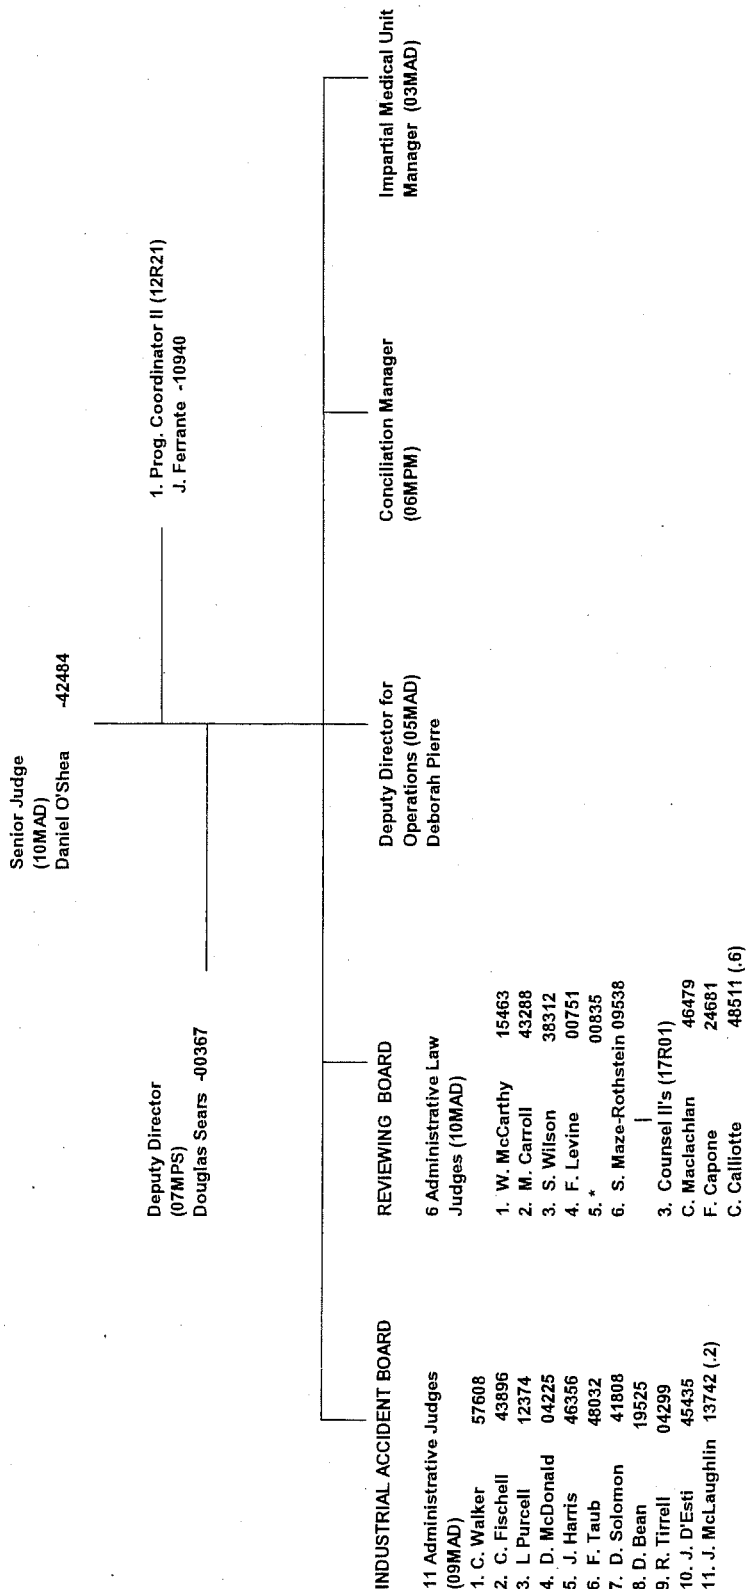 Senior Judge
(10MAD)
Daniel O'Shea -42484
1. Prog. Coordinator II (12R21)
J. Ferrante -10940
Deputy Director
(07MPS)
Douglas Sears -00367
INDUSTRIAL ACCIDENT BOARD
11 Administrative Judges
(09MAD)
1. C. Walker 57608
2. C. Fischell 43896
3. L Purcell 12374
4. D. McDonald 04225
5. J. Harris 46356
6. F. Taub 48032
7. D. Solomon 41808
8. D. Bean 19525
9. R. Tirrell 04299
10. J. D'Esti 45435
11. J. McLaughlin 13742 (.2)
REVIEWING BOARD
6 Administrative Law
Judges (10MAD)
1. W. McCarthy 15463
2. M. Carroll 43288
3. S. Wilson 38312
4. F. Levine 00751
5. * 00835
6. S. Maze-Rothstein 09538
3. Counsel II's (17R01)
C. Maclachlan 46479
F. Capone 24681
C. Calliotte 48511 (.6)
Deputy Director for
Operations (05MAD)
Deborah Pierre
Conciliation Manager
(06MPM)
Impartial Medical Unit
Manager (03MAD)